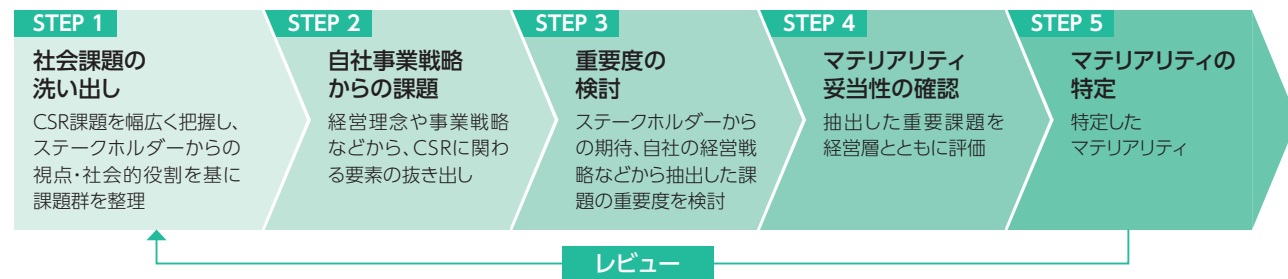 STEP 1
社会課題の
洗い出し
CSR課題を幅広く把握し、
ステークホルダーからの
視点・社会的役割を基に
課題群を整理
STEP 2
自社事業戦略
からの課題
経営理念や事業戦略
などから、CSRに関わ
る要素の抜き出し
STEP 3
重要度の
検討
ステークホルダーから
の期待、自社の経営戦
略などから抽出した課
題の重要度を検討
STEP 4
マテリアリティ
妥当性の確認
抽出した重要課題を
経営層とともに評価
STEP 5
マテリアリティの
特定
特定した
マテリアリティ
レビュー